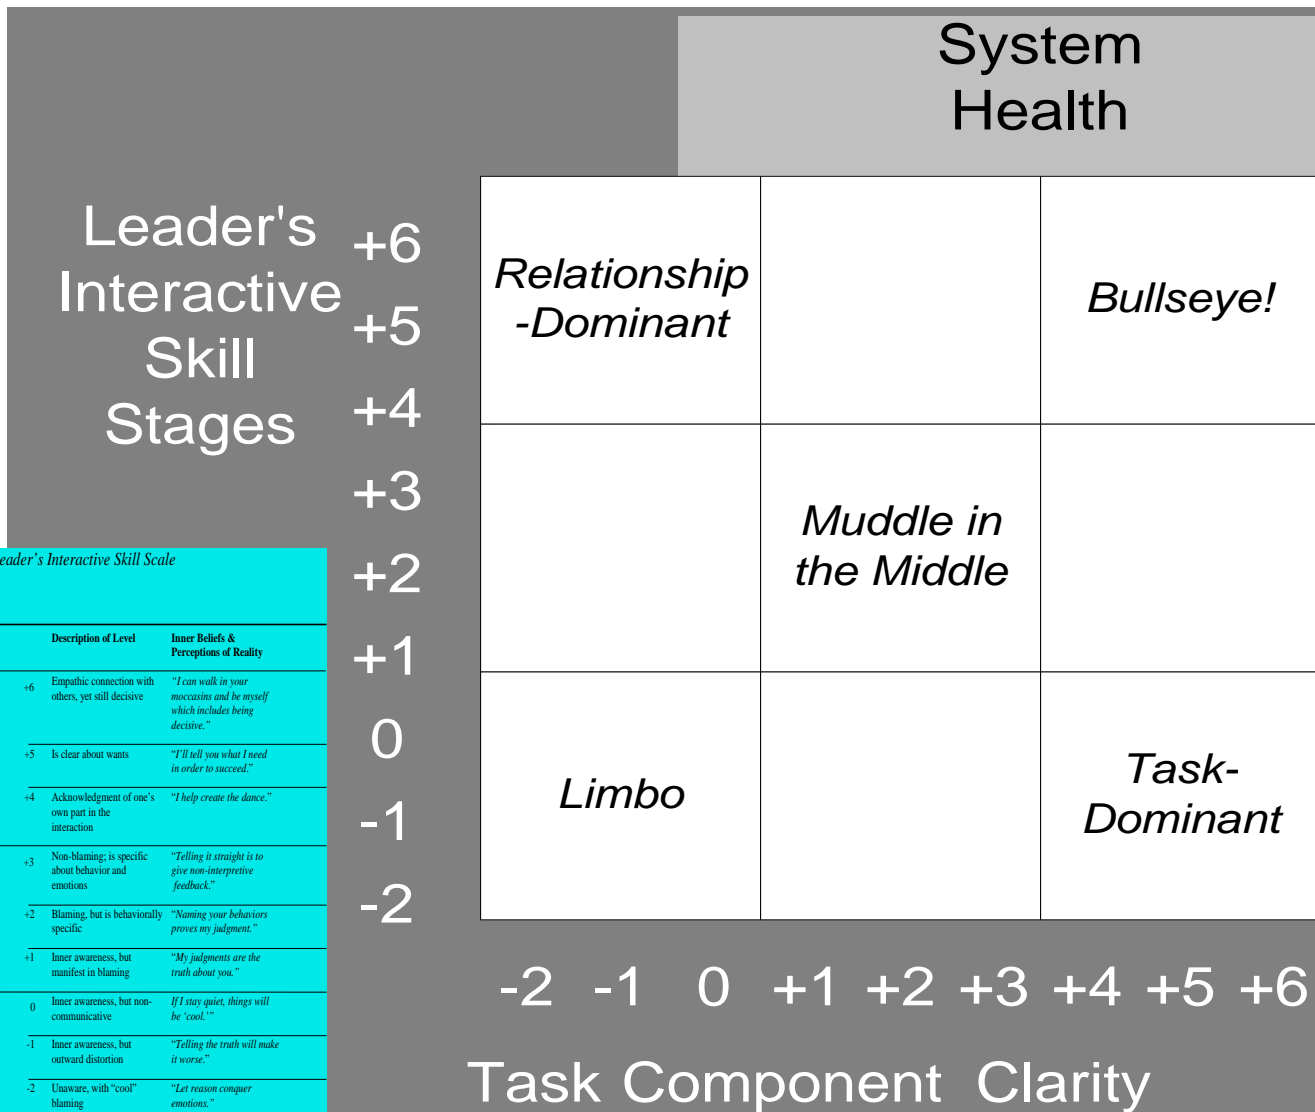 System
Health
Leader's
Interactive
Skill
Stages
+6
+5
+4
+3
+2
+1
0
-1
-2
Relationship
-Dominant
Bullseye!
Muddle in
the Middle
Limbo
Task-
Dominant
-2 -1 0 +1 +2 +3 +4 +5 +6
Task Component Clarity
eader’s Interactive Skill Scale
Description of Level Inner Beliefs &
Perceptions of Reality
+6 Empathic connection with “I can walk in your
others, yet still decisive moccasins and be myself
which includes being
decisive.”
+5 Is clear about wants “I’ll tell you what I need
in order to succeed.”
+4 Acknowledgment of one’s “I help create the dance.”
own part in the
interaction
+3 Non-blaming; is specific “Telling it straight is to
about behavior and give non-interpretive
emotions feedback.”
+2 Blaming, but is behaviorally “Naming your behaviors
specific proves my judgment.”
+1 Inner awareness, but “My judgments are the
manifest in blaming truth about you.”
0 Inner awareness, but non- If I stay quiet, things will
communicative be ‘cool.’”
-1 Inner awareness, but “Telling the truth will make
outward distortion it worse.”
-2 Unaware, with “cool” “Let reason conquer
blaming emotions.”